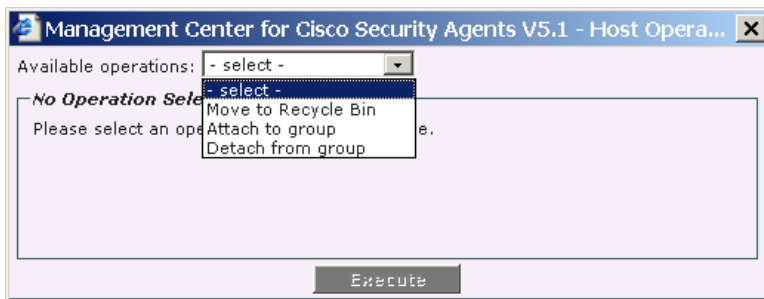 Management Center for Cisco Security Agents V5.1 - Host Opera...
Available operations: - select -
- select -
Move to Recycle Bin
Attach to group
Detach from group
No Operation Sele
Please select an ope e.
Execute